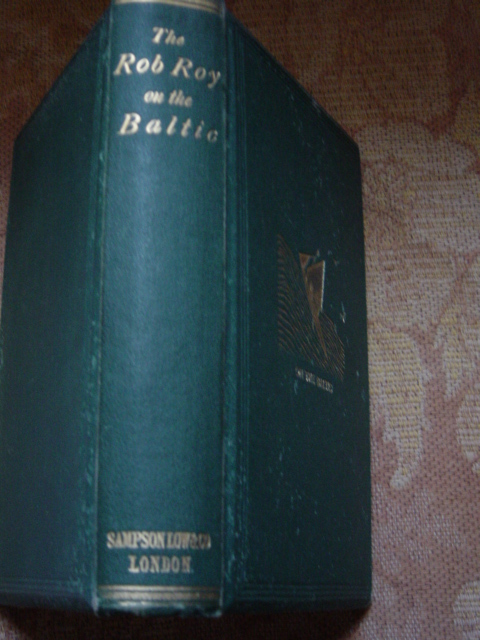 The
Rob Roy
on the
Baltic
SAMPSON LOW & CO
LONDON.